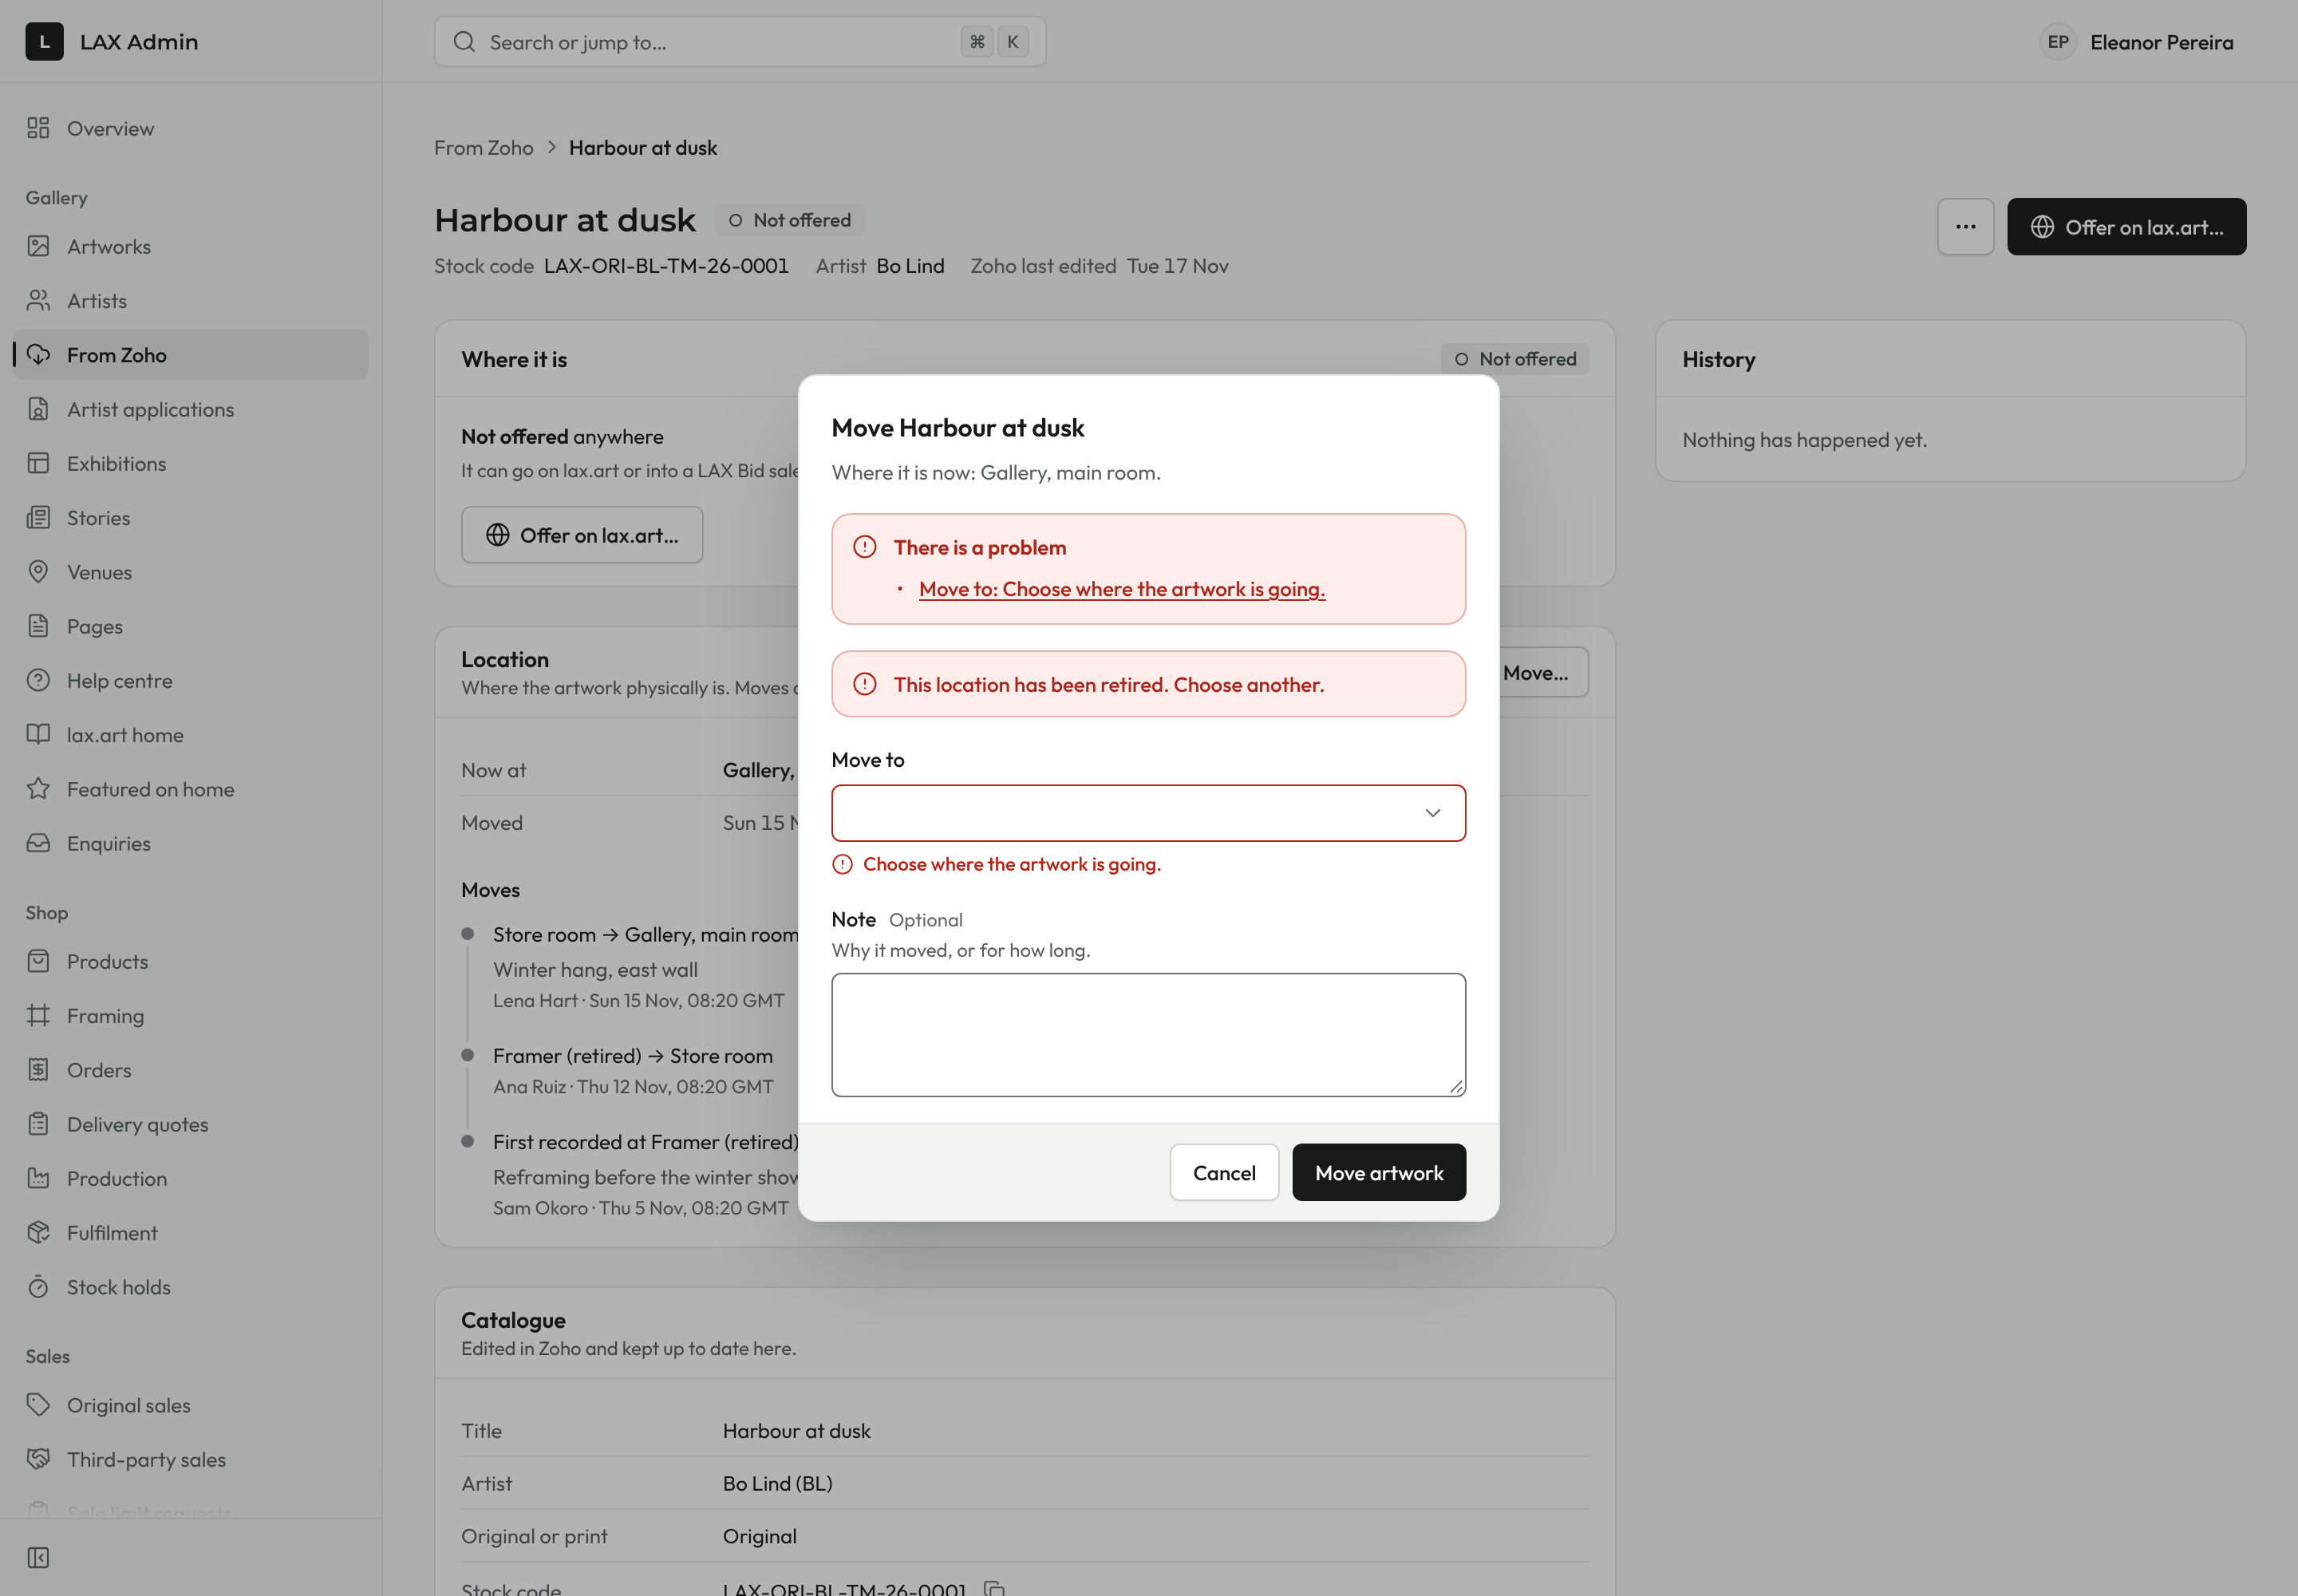 L LAX Admin
Search or jump to...
⌘ K
EP Eleanor Pereira
Overview
Gallery
Artworks
Artists
From Zoho
Artist applications
Exhibitions
Stories
Venues
Pages
Help centre
lax.art home
Featured on home
Enquiries
Shop
Products
Framing
Orders
Delivery quotes
Production
Fulfilment
Stock holds
Sales
Original sales
Third-party sales
Sale limit requests
From Zoho > Harbour at dusk
Harbour at dusk
Not offered
Offer on lax.art...
Stock code LAX-ORI-BL-TM-26-0001 Artist Bo Lind Zoho last edited Tue 17 Nov
Where it is
Not offered
Not offered anywhere
It can go on lax.art or into a LAX Bid sale
Offer on lax.art...
History
Nothing has happened yet.
Location
Where the artwork physically is. Moves
Move...
Now at Gallery,
Moved Sun 15
Moves
Store room → Gallery, main room
Winter hang, east wall
Lena Hart · Sun 15 Nov, 08:20 GMT
Framer (retired) → Store room
Ana Ruiz · Thu 12 Nov, 08:20 GMT
First recorded at Framer (retired)
Reframing before the winter show
Sam Okoro · Thu 5 Nov, 08:20 GMT
Move Harbour at dusk
Where it is now: Gallery, main room.
There is a problem
• Move to: Choose where the artwork is going.
This location has been retired. Choose another.
Move to
Choose where the artwork is going.
Note Optional
Why it moved, or for how long.
Cancel
Move artwork
Catalogue
Edited in Zoho and kept up to date here.
Title Harbour at dusk
Artist Bo Lind (BL)
Original or print Original
Stock code LAX-ORI-BL-TM-26-0001